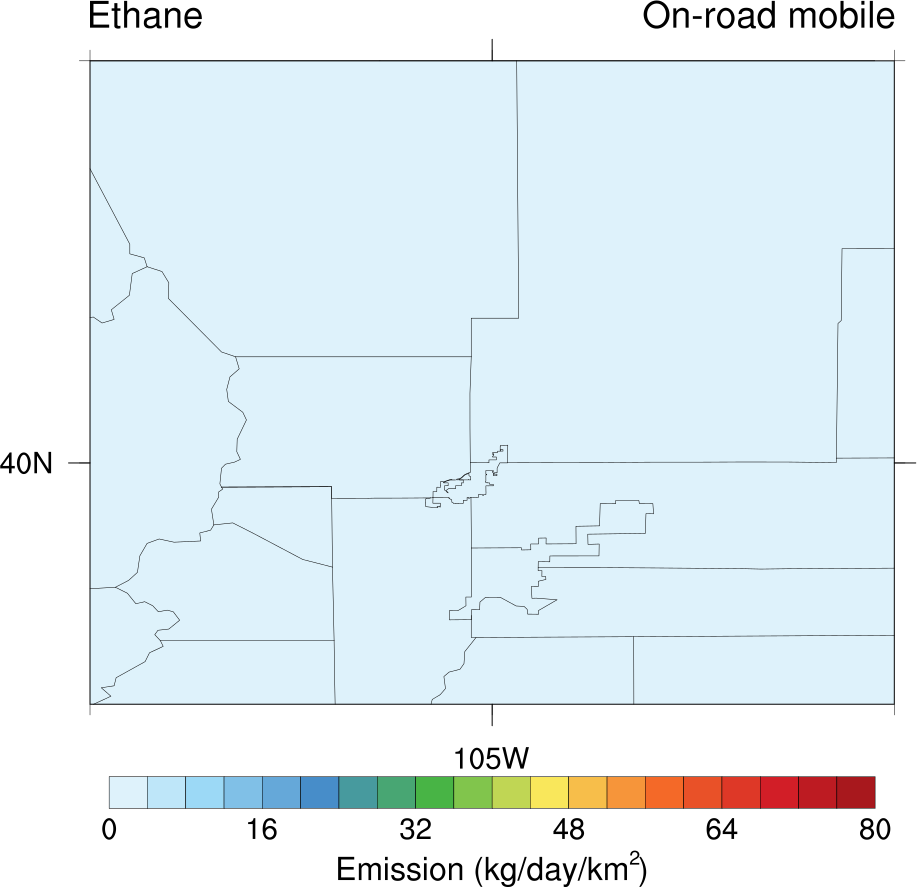 Ethane On-road mobile
40N
105W
0 16 32 48 64 80
Emission (kg/day/km²)